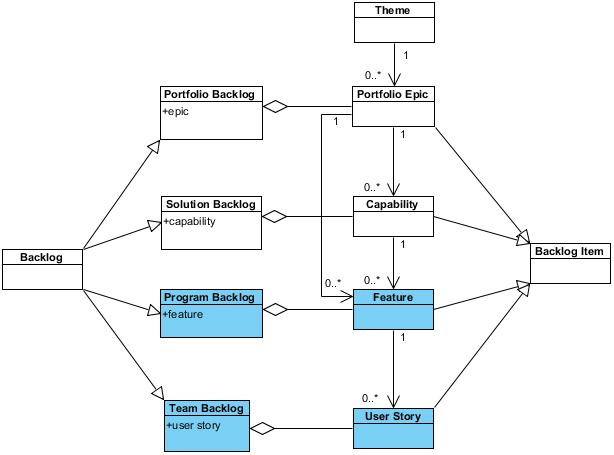 Theme
1
0..*
Portfolio Backlog
+epic
Portfolio Epic
1
1
0..*
Solution Backlog
+capability
Capability
1
Backlog
Backlog Item
0..*
0..*
Program Backlog
+feature
Feature
1
0..*
Team Backlog
+user story
User Story